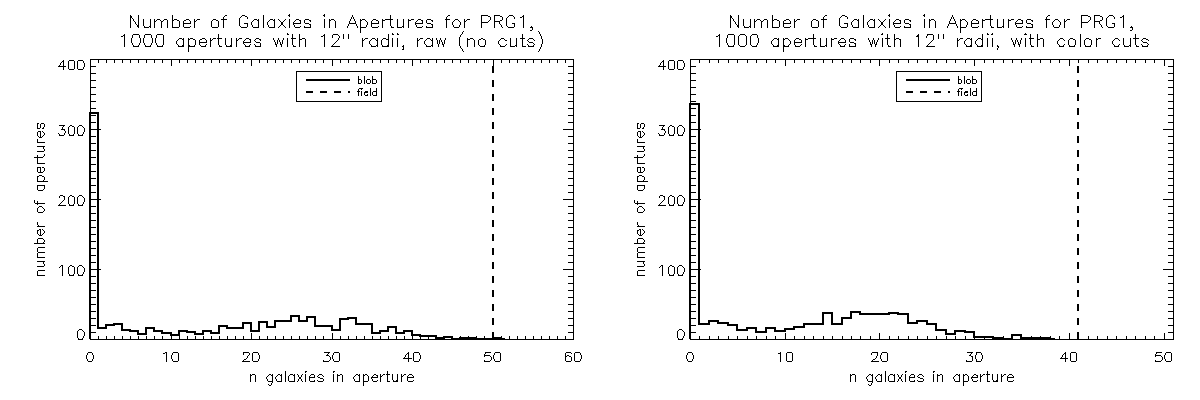 Number of Galaxies in Apertures for PRG1,
1000 apertures with 12" radii, raw (no cuts)
400
300
200
100
0
number of apertures
blob
field
0 10 20 30 40 50 60
n galaxies in aperture
Number of Galaxies in Apertures for PRG1,
1000 apertures with 12" radii, with color cuts
400
300
200
100
0
number of apertures
blob
field
0 10 20 30 40 50
n galaxies in aperture